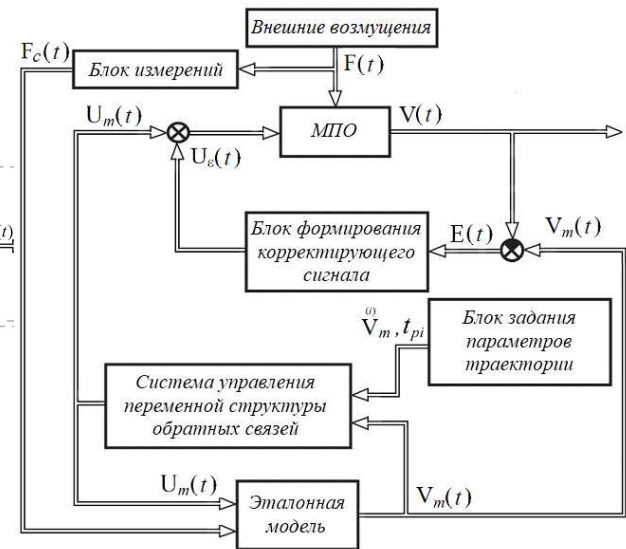 Внешние возмущения
F_c(t)
Блок измерений
F(t)
U_m(t)
МПО
V(t)
U_ε(t)
(t)
Блок формирования
корректирующего
сигнала
E(t)
V_m(t)
(i)
V_m , t_pi
Блок задания
параметров
траектории
Система управления
переменной структуры
обратных связей
U_m(t)
Эталонная
модель
V_m(t)